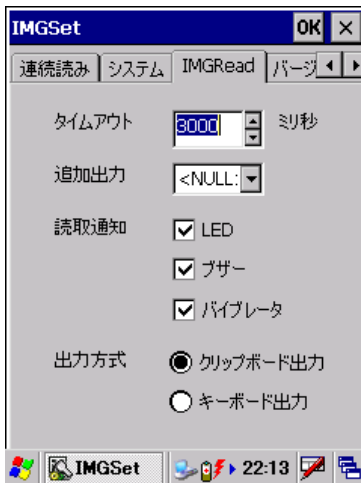 IMGSet OK ×
連続読み システム IMGRead バージ
タイムアウト 3000 ミリ秒
追加出力 <NULL:
読取通知 LED
ブザー
バイブレータ
出力方式 クリップボード出力
キーボード出力
IMGSet 22:13